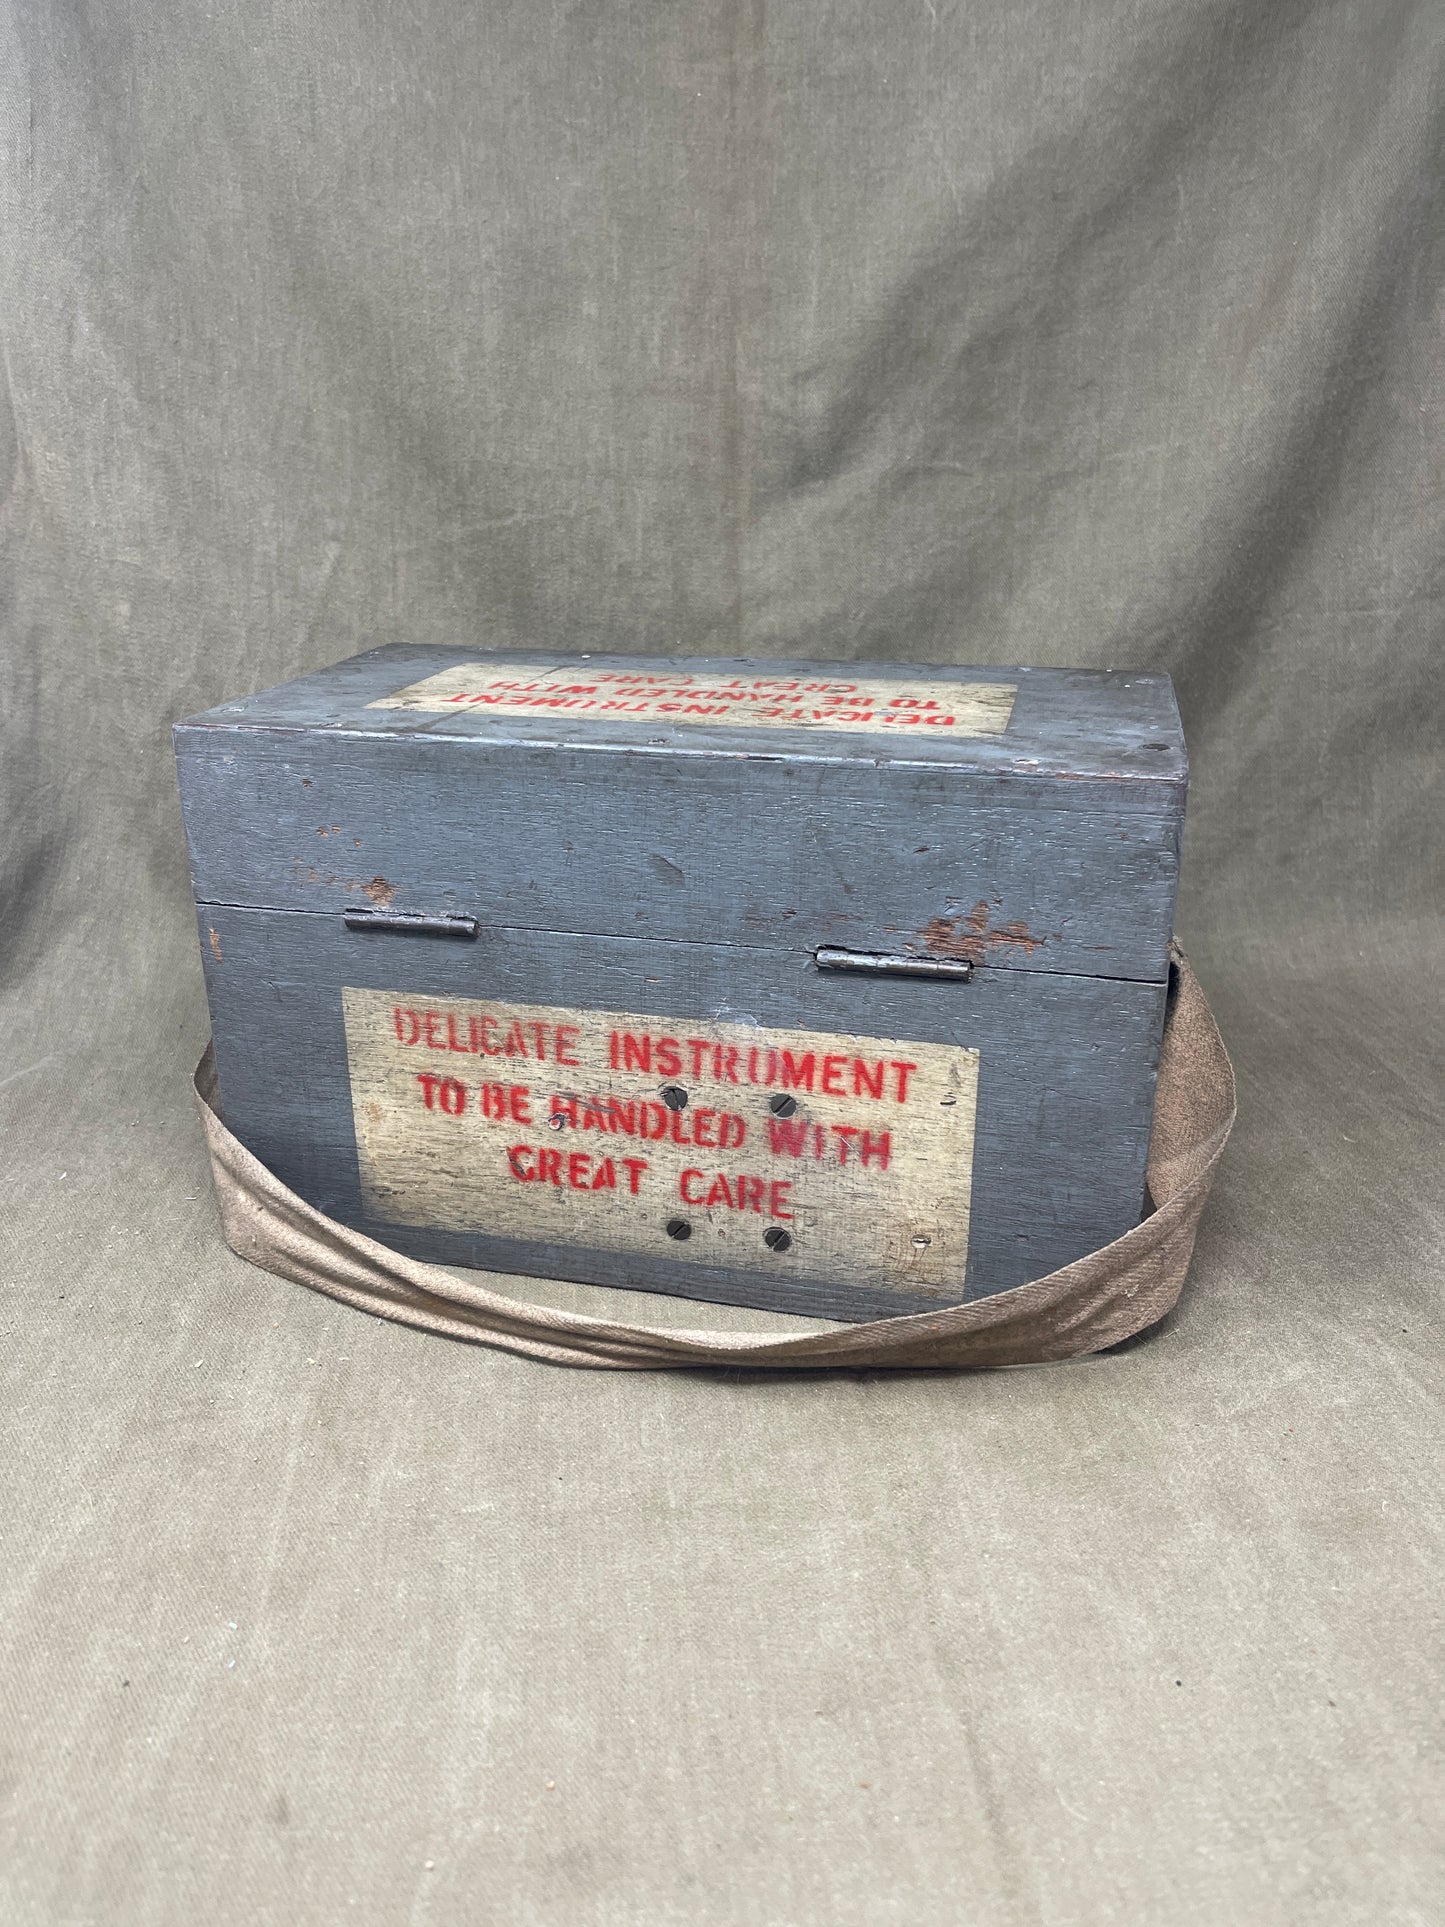 DELICATE INSTRUMENT
TO BE HANDLED WITH
GREAT CARE
DELICATE INSTRUMENT
TO BE HANDLED WITH
GREAT CARE